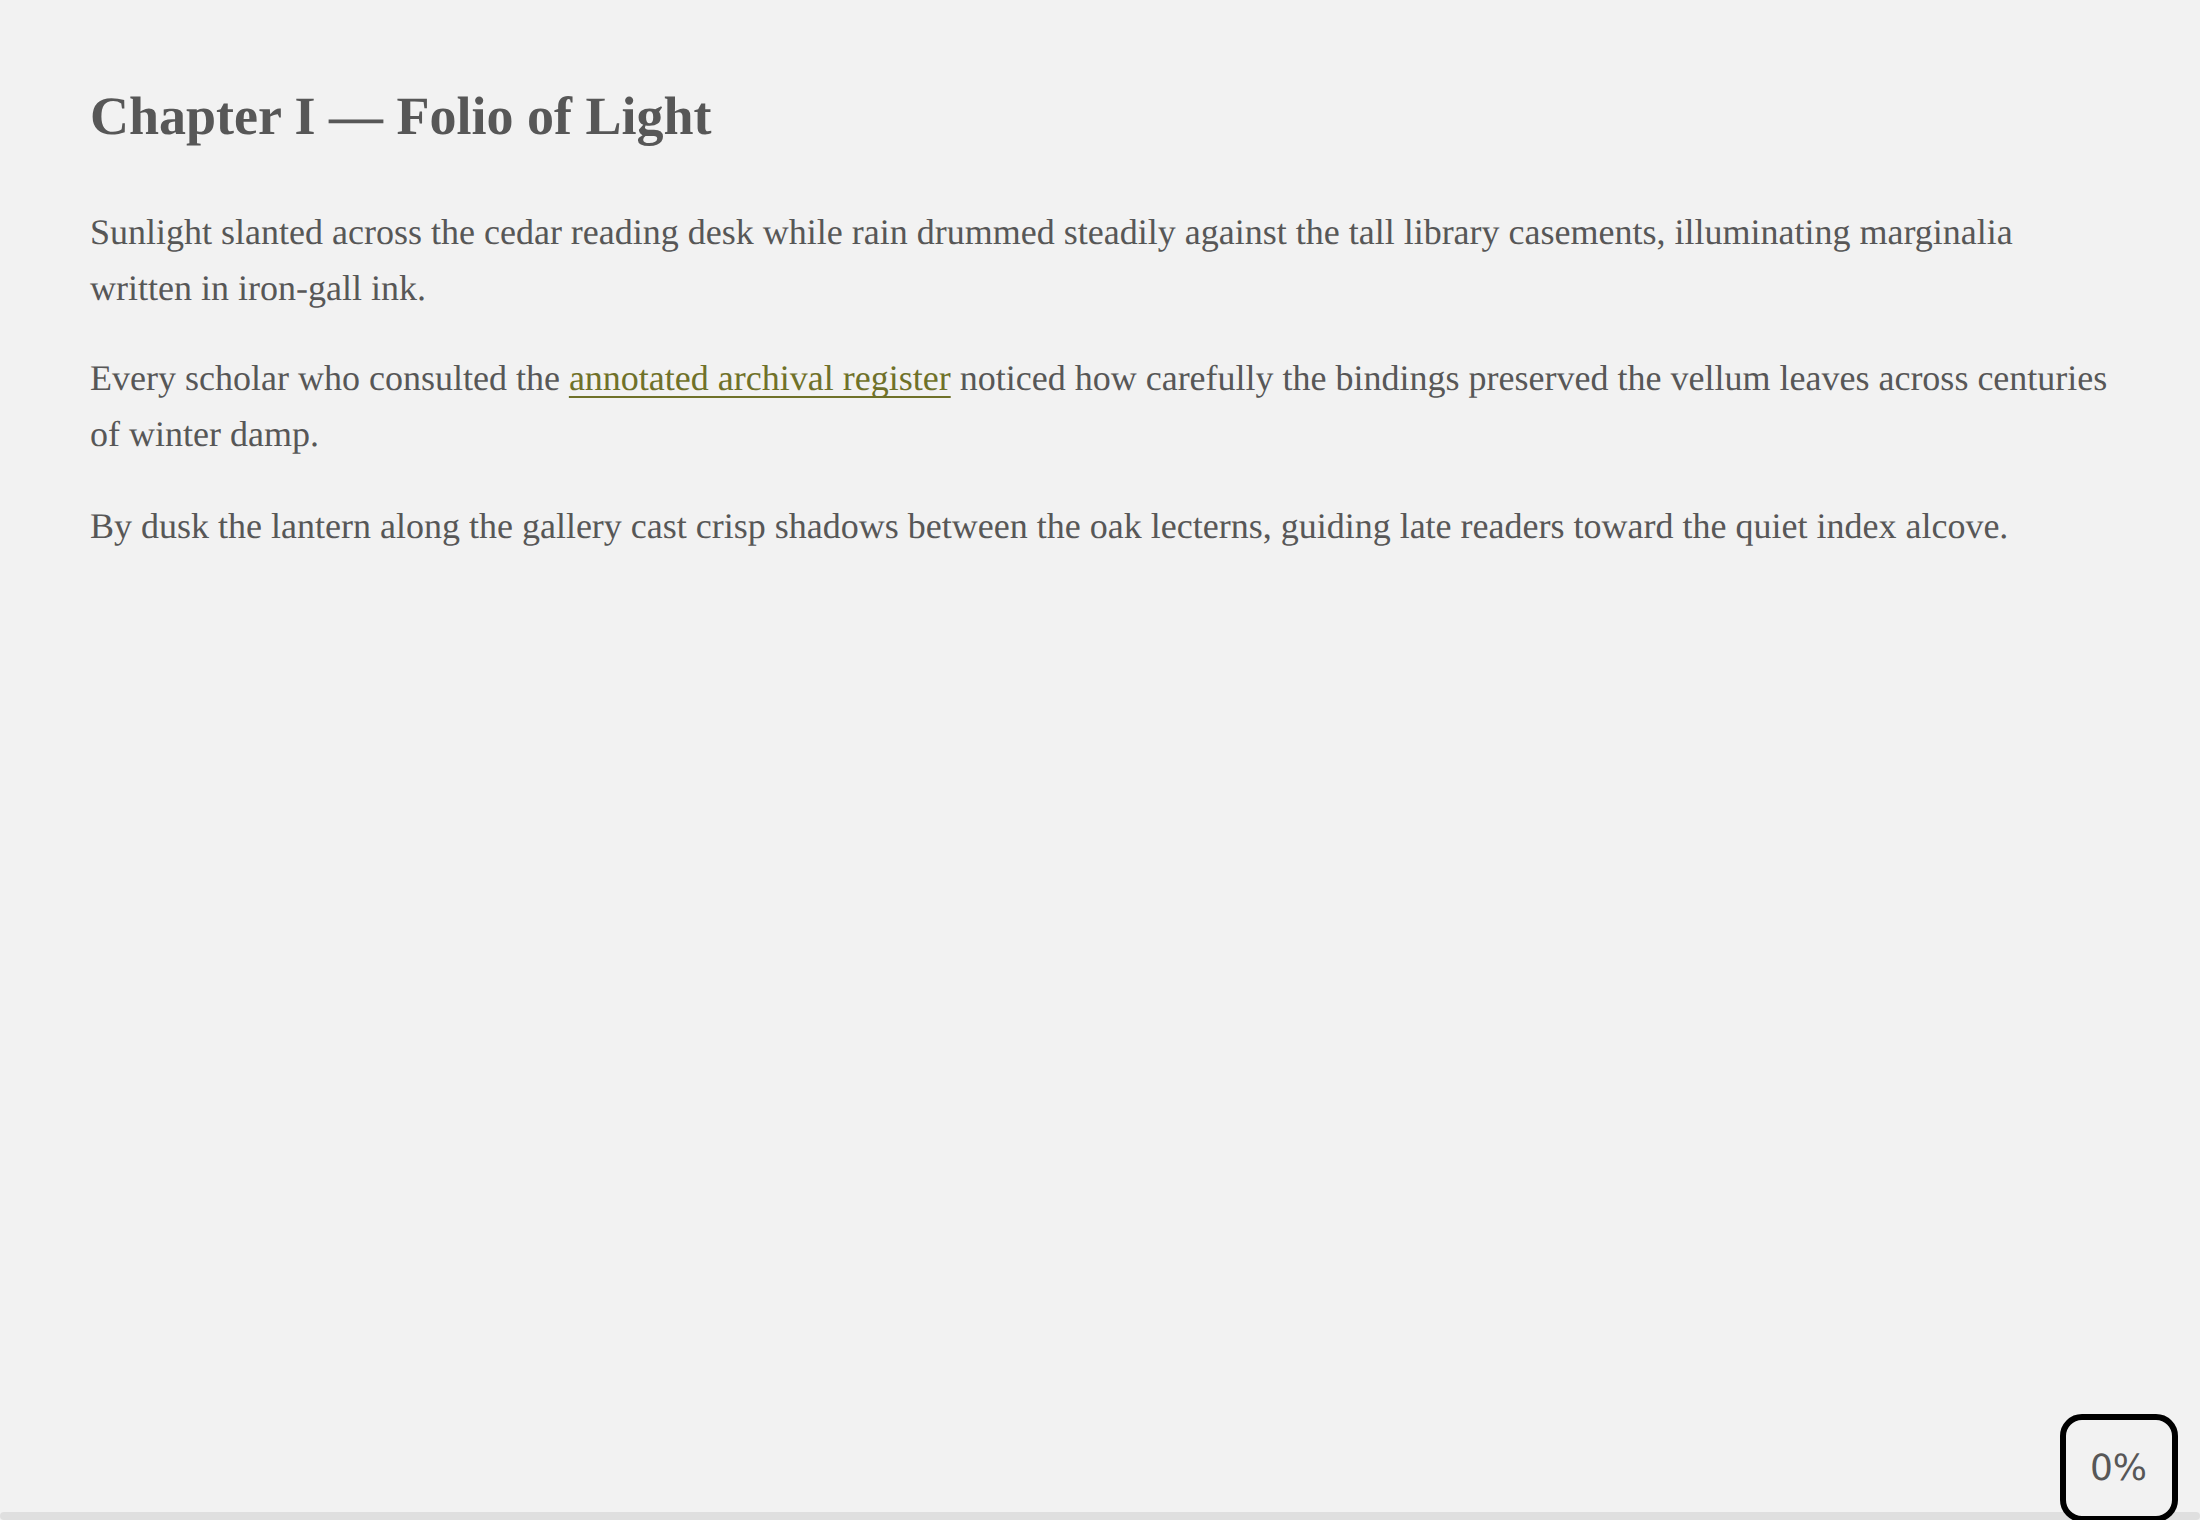 Chapter I — Folio of Light
Sunlight slanted across the cedar reading desk while rain drummed steadily against the tall library casements, illuminating marginalia
written in iron-gall ink.
Every scholar who consulted the annotated archival register noticed how carefully the bindings preserved the vellum leaves across centuries
of winter damp.
By dusk the lantern along the gallery cast crisp shadows between the oak lecterns, guiding late readers toward the quiet index alcove.
0%